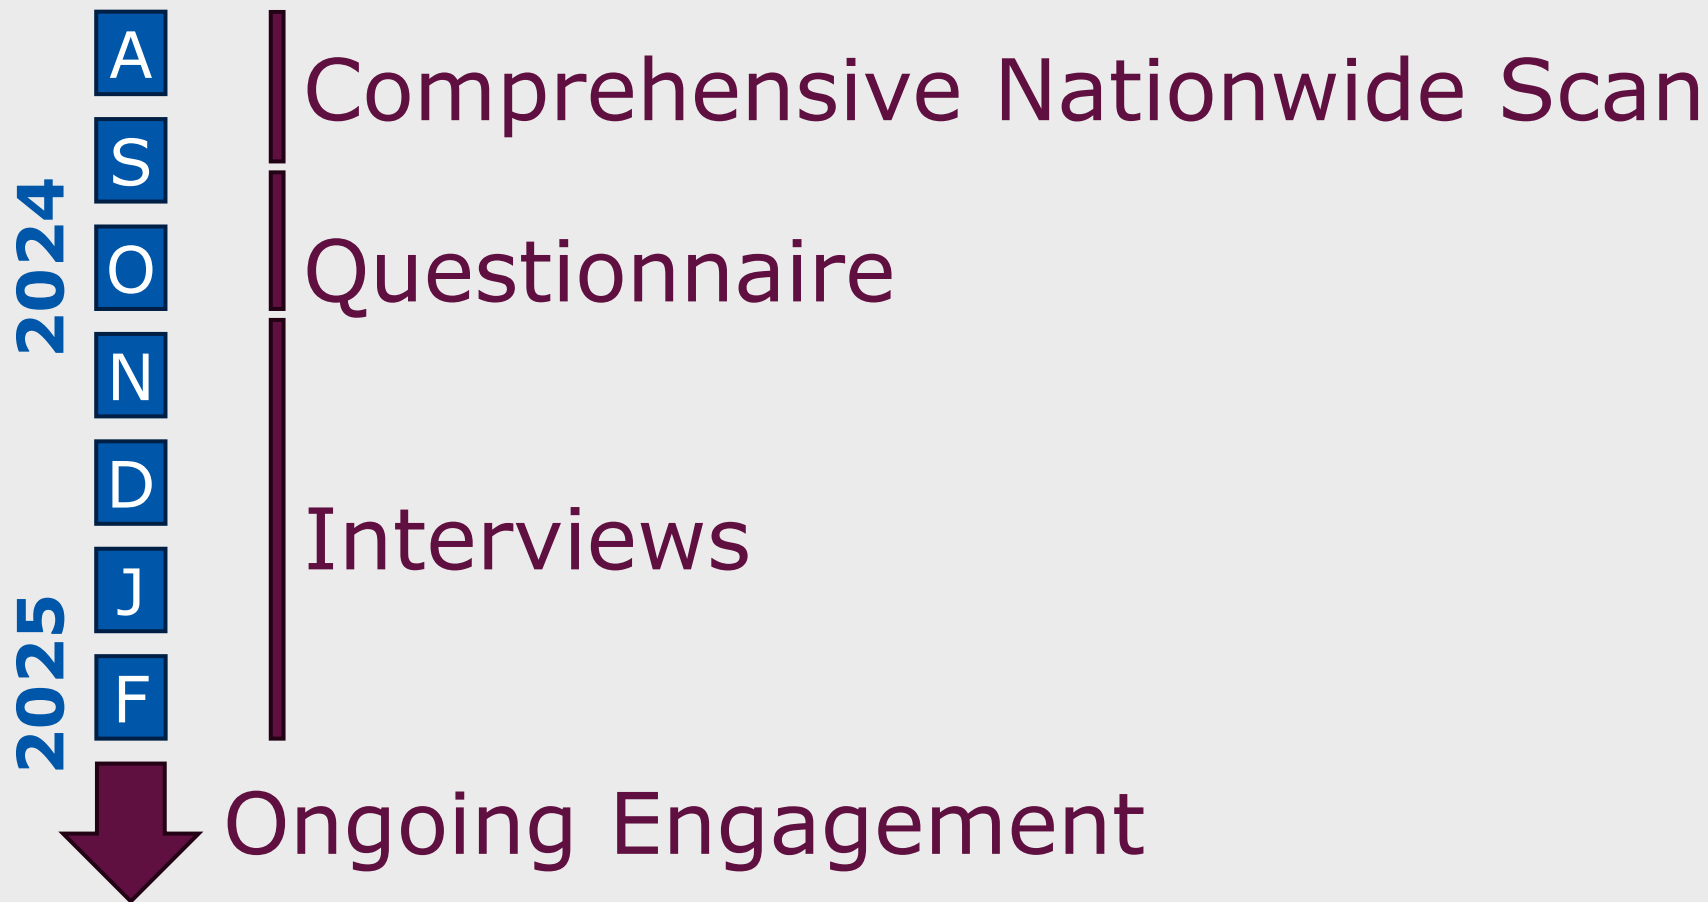 2024
A
S
O
N
D
2025
J
F
Comprehensive Nationwide Scan
Questionnaire
Interviews
Ongoing Engagement